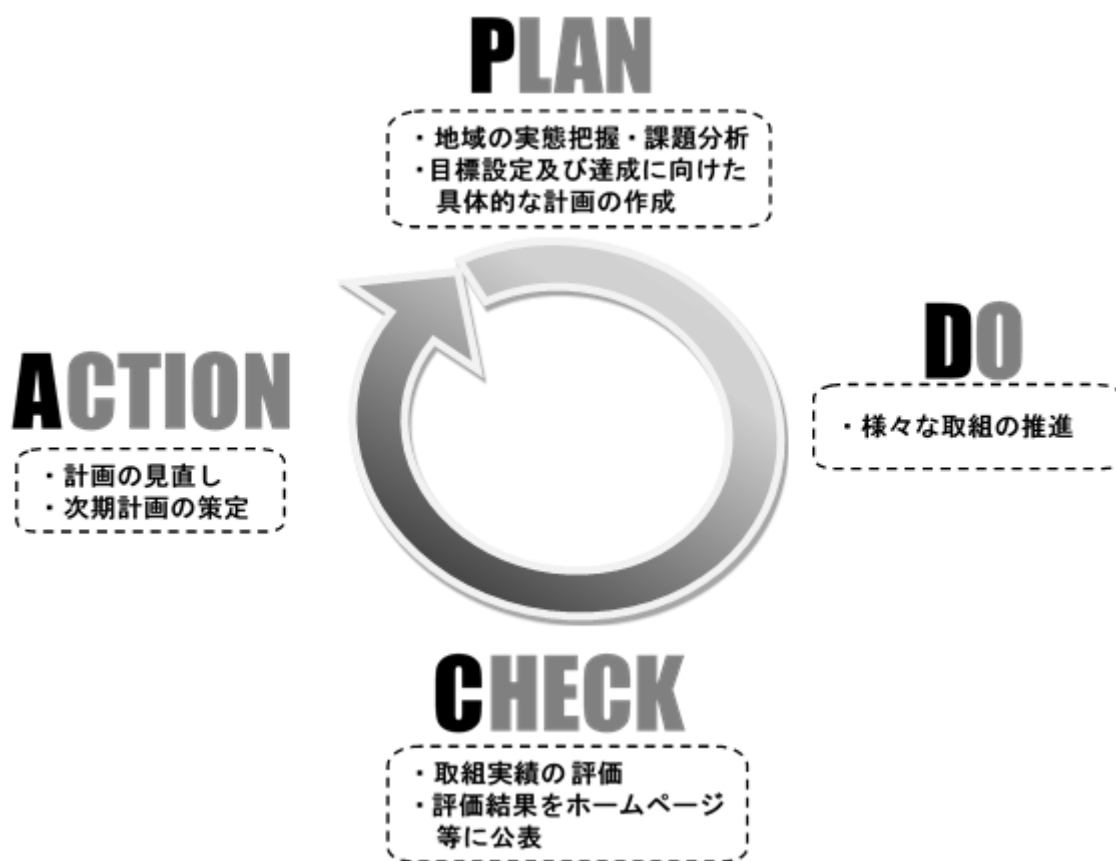 PLAN
・地域の実態把握・課題分析
・目標設定及び達成に向けた
具体的な計画の作成
DO
・様々な取組の推進
CHECK
・取組実績の評価
・評価結果をホームページ
等に公表
ACTION
・計画の見直し
・次期計画の策定